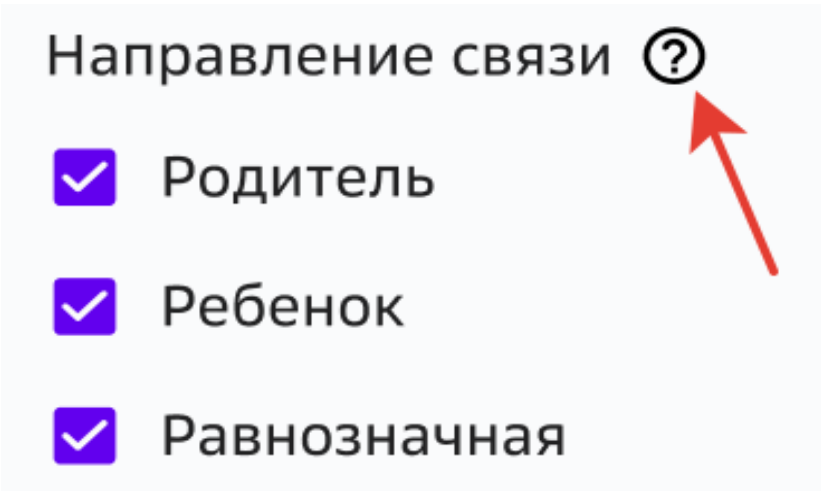 Направление связи ?
Родитель
Ребенок
Равнозначная